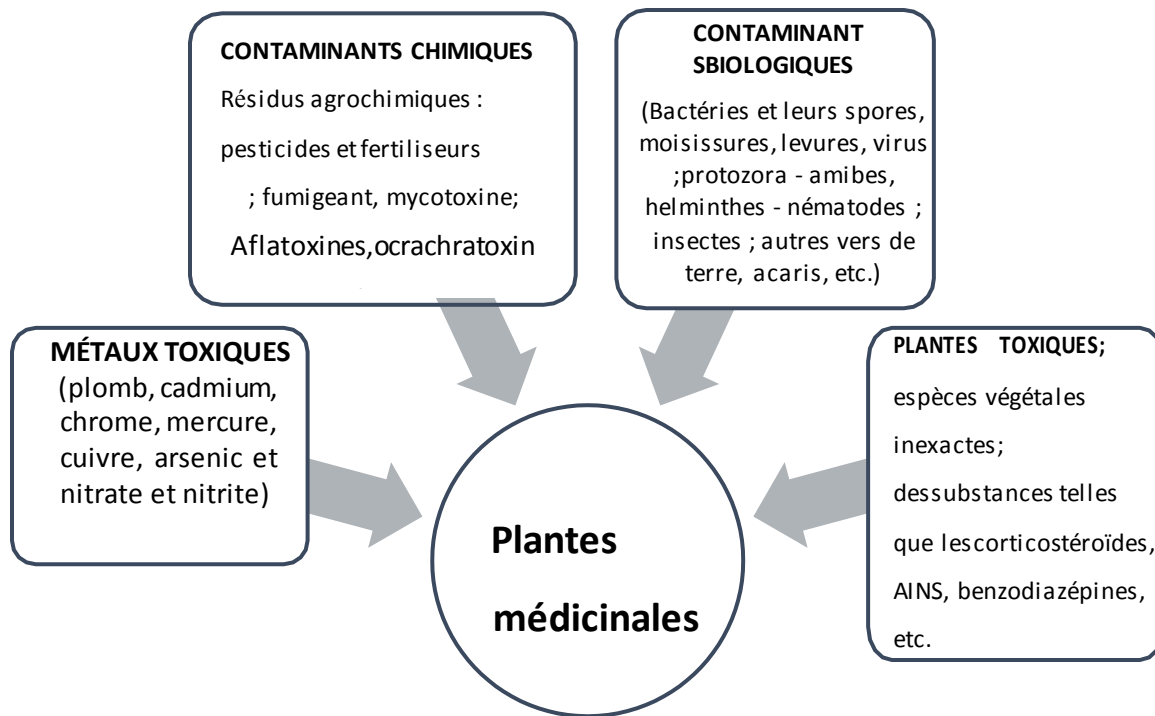 CONTAMINANTS CHIMIQUES
Résidus agrochimiques :
pesticides et fertiliseurs
; fumigeant, mycotoxine;
Aflatoxines,ocrachratoxin
CONTAMINANT
SBIOLOGIQUES
(Bactéries et leurs spores,
moisissures, levures, virus
;protozora - amibes,
helminthes - nématodes ;
insectes ; autres vers de
terre, acaris, etc.)
MÉTAUX TOXIQUES
(plomb, cadmium,
chrome, mercure,
cuivre, arsenic et
nitrate et nitrite)
PLANTES TOXIQUES;
espèces végétales
inexactes;
dessubstances telles
que lescorticostéroïdes,
AINS, benzodiazépines,
etc.
Plantes
médicinales